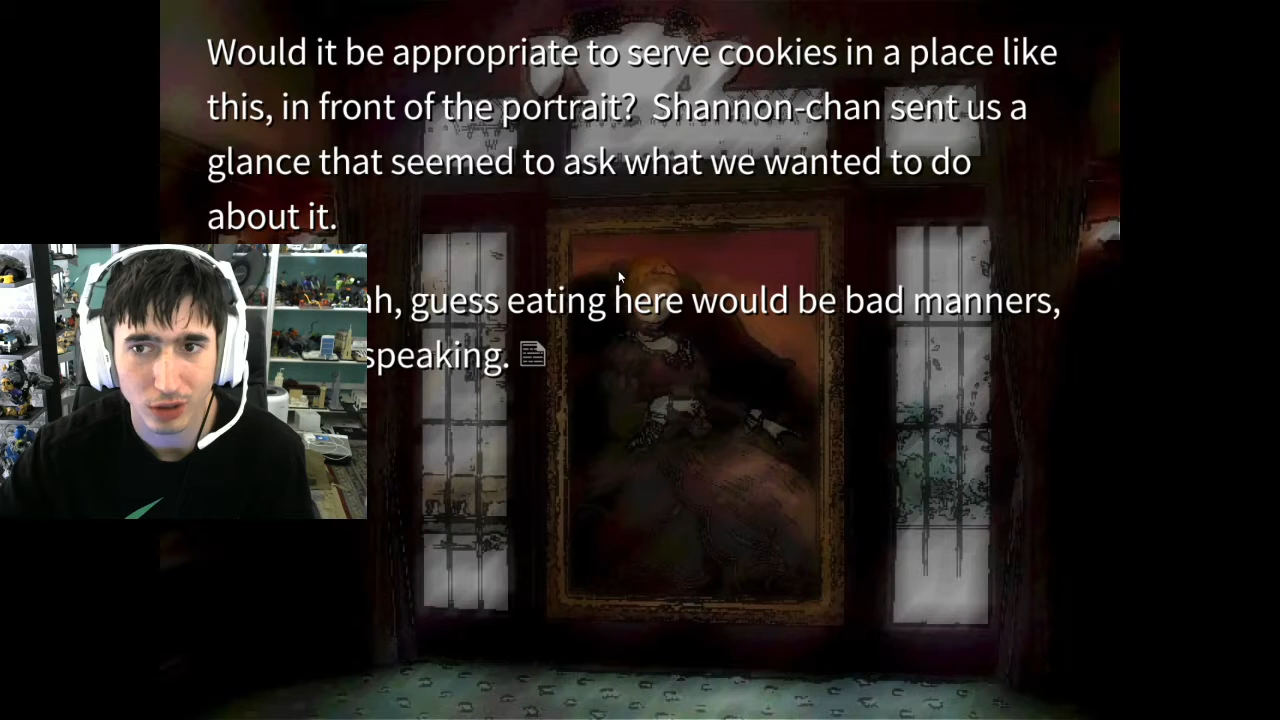 Would it be appropriate to serve cookies in a place like
this, in front of the portrait? Shannon-chan sent us a
glance that seemed to ask what we wanted to do
about it.
guess eating here would be bad manners,
speaking.